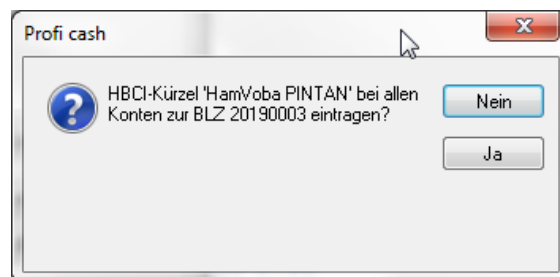 Profi cash
HBCI-Kürzel 'HamVoba PINTAN' bei allen
Konten zur BLZ 20190003 eintragen?
Nein
Ja